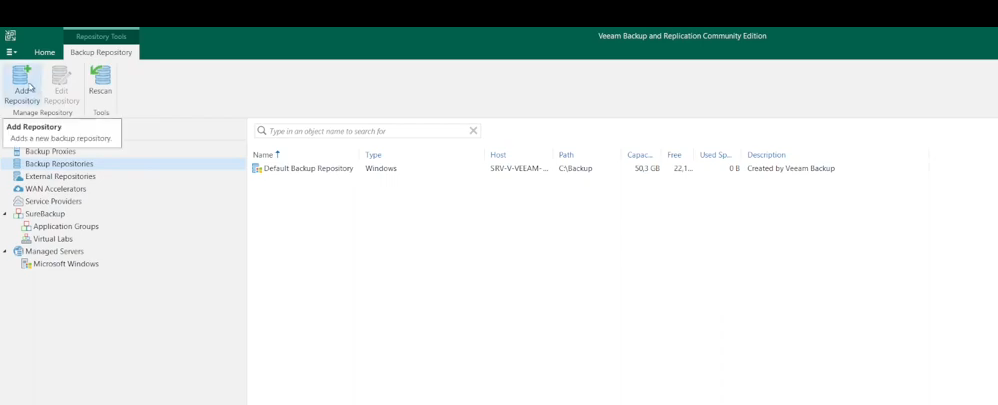 Repository Tools
Veeam Backup and Replication Community Edition
Home
Backup Repository
Add Repository
Edit Repository
Rescan
Manage Repository
Tools
Add Repository
Adds a new backup repository.
Type in an object name to search for
Backup Proxies
Backup Repositories
External Repositories
WAN Accelerators
Service Providers
SureBackup
Application Groups
Virtual Labs
Managed Servers
Microsoft Windows
Name Type Host Path Capac... Free Used Sp... Description
Default Backup Repository Windows SRV-V-VEEAM-... C:\Backup 50,3 GB 22,1... 0 B Created by Veeam Backup